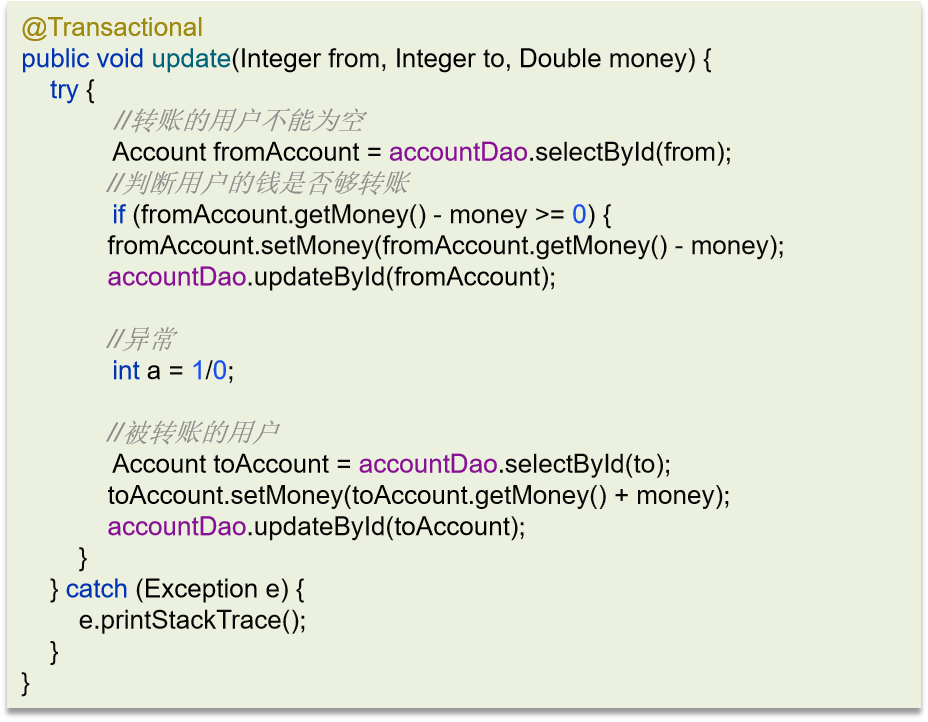 @Transactional
public void update(Integer from, Integer to, Double money) {
try {
//转账的用户不能为空
Account fromAccount = accountDao.selectById(from);
//判断用户的钱是否够转账
if (fromAccount.getMoney() - money >= 0) {
fromAccount.setMoney(fromAccount.getMoney() - money);
accountDao.updateById(fromAccount);
//异常
int a = 1/0;
//被转账的用户
Account toAccount = accountDao.selectById(to);
toAccount.setMoney(toAccount.getMoney() + money);
accountDao.updateById(toAccount);
}
} catch (Exception e) {
e.printStackTrace();
}
}